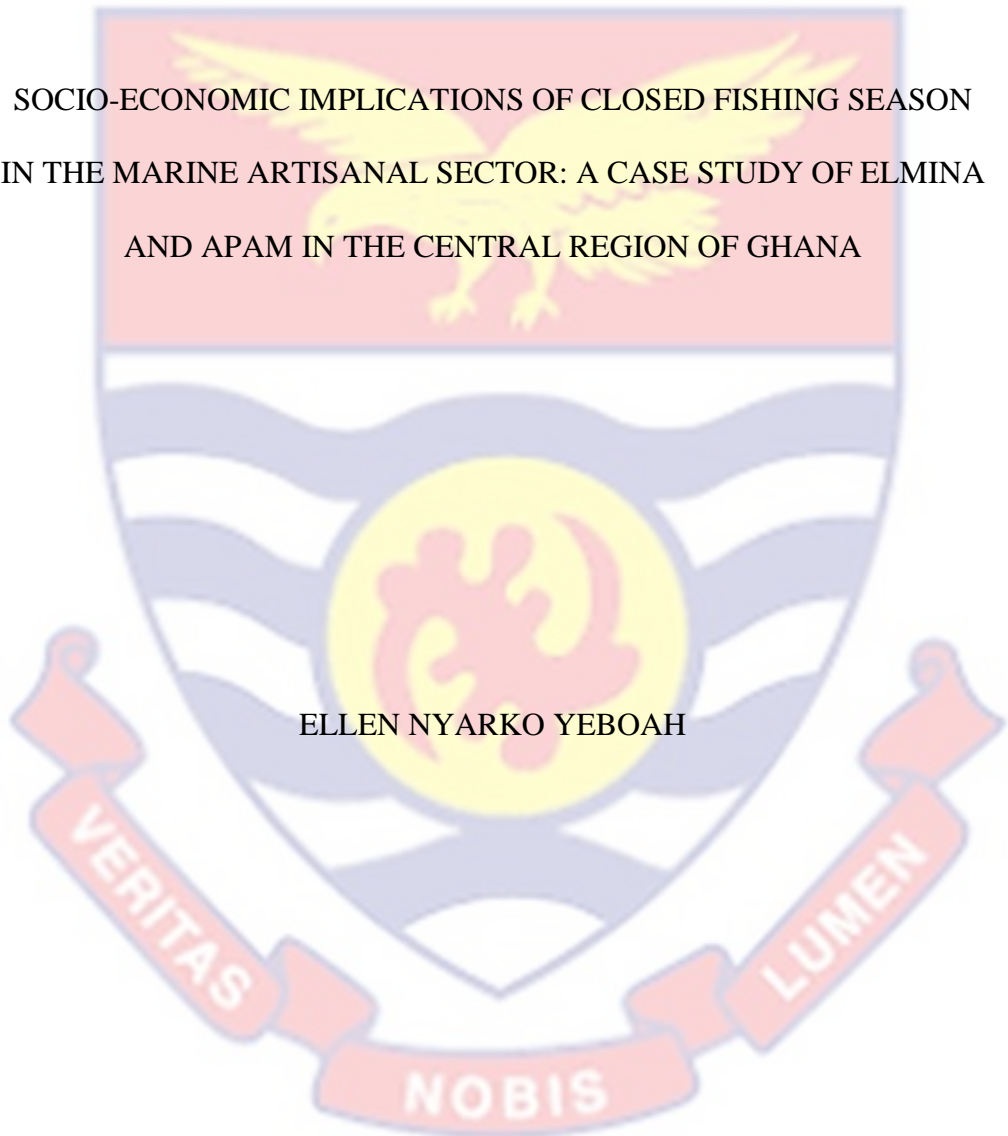 SOCIO-ECONOMIC IMPLICATIONS OF CLOSED FISHING SEASON
IN THE MARINE ARTISANAL SECTOR: A CASE STUDY OF ELMINA
AND APAM IN THE CENTRAL REGION OF GHANA
ELLEN NYARKO YEBOAH
VERITAS
NOBIS
LUMEN